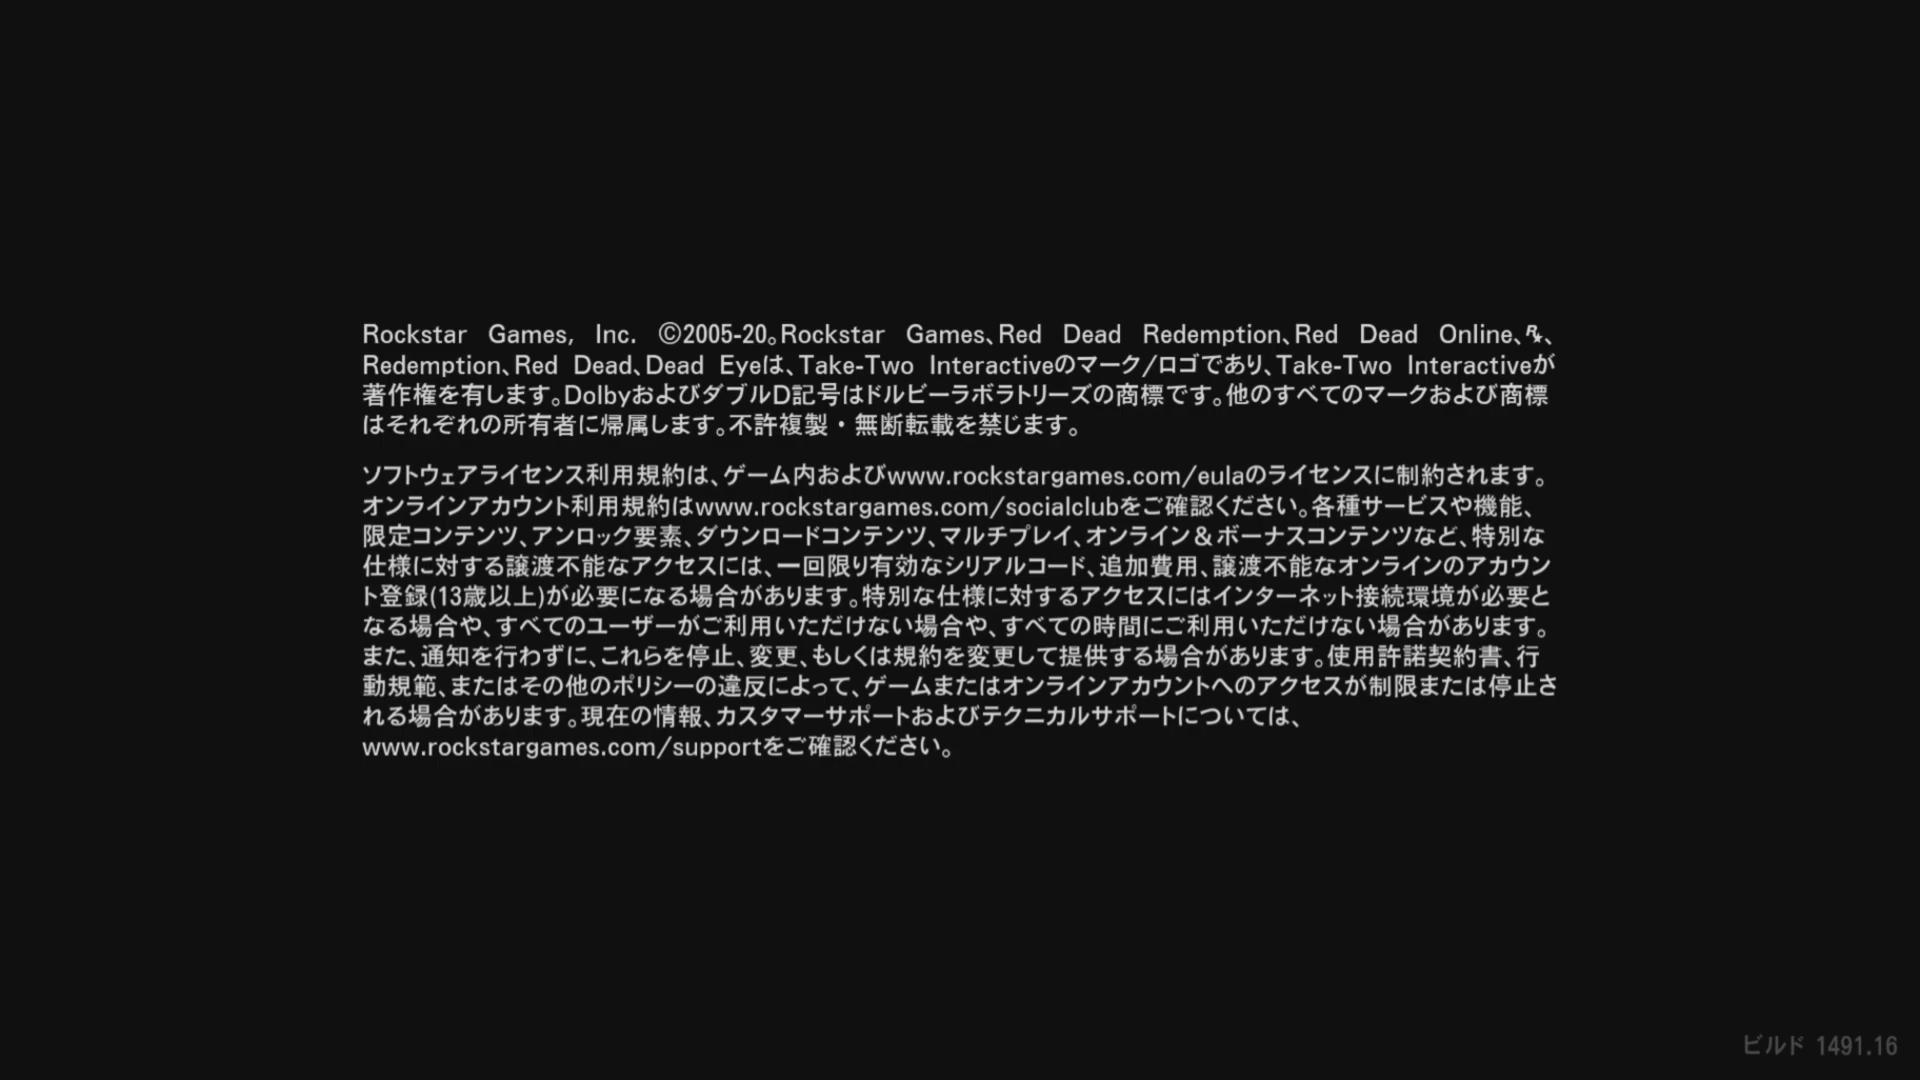 Rockstar Games, Inc. ©2005-20。Rockstar Games、Red Dead Redemption、Red Dead Online、R★、
Redemption、Red Dead、Dead Eyeは、Take-Two Interactiveのマーク/ロゴであり、Take-Two Interactiveが
著作権を有します。DolbyおよびダブルD記号はドルビーラボラトリーズの商標です。他のすべてのマークおよび商標
はそれぞれの所有者に帰属します。不許複製・無断転載を禁じます。
ソフトウェアライセンス利用規約は、ゲーム内およびwww.rockstargames.com/eulaのライセンスに制約されます。
オンラインアカウント利用規約はwww.rockstargames.com/socialclubをご確認ください。各種サービスや機能、
限定コンテンツ、アンロック要素、ダウンロードコンテンツ、マルチプレイ、オンライン＆ボーナスコンテンツなど、特別な
仕様に対する譲渡不能なアクセスには、一回限り有効なシリアルコード、追加費用、譲渡不能なオンラインのアカウン
ト登録(13歳以上)が必要になる場合があります。特別な仕様に対するアクセスにはインターネット接続環境が必要と
なる場合や、すべてのユーザーがご利用いただけない場合や、すべての時間にご利用いただけない場合があります。
また、通知を行わずに、これらを停止、変更、もしくは規約を変更して提供する場合があります。使用許諾契約書、行
動規範、またはその他のポリシーの違反によって、ゲームまたはオンラインアカウントへのアクセスが制限または停止さ
れる場合があります。現在の情報、カスタマーサポートおよびテクニカルサポートについては、
www.rockstargames.com/supportをご確認ください。
ビルド 1491.16